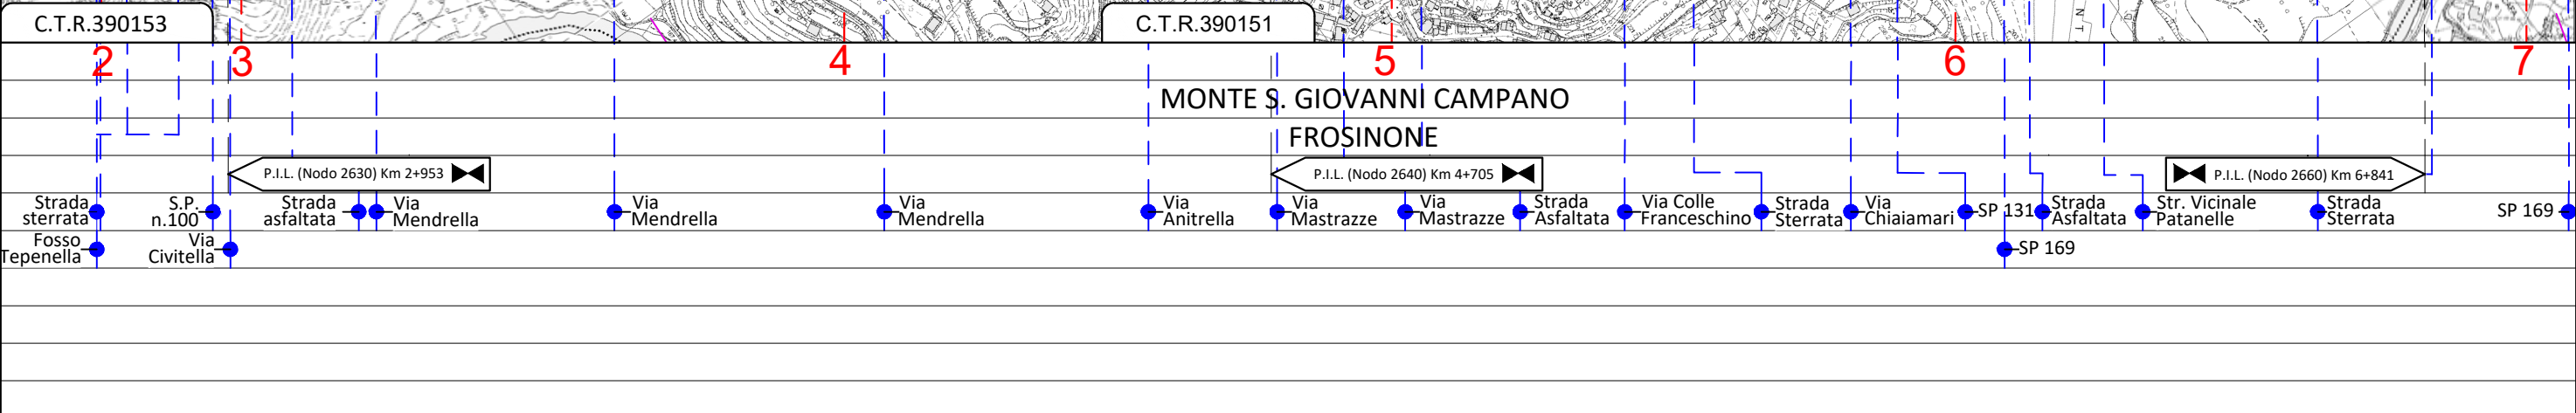 C.T.R.390153
C.T.R.390151
2
3
4
5
6
7
MONTE S. GIOVANNI CAMPANO
FROSINONE
P.I.L. (Nodo 2630) Km 2+953
P.I.L. (Nodo 2640) Km 4+705
P.I.L. (Nodo 2660) Km 6+841
Strada
sterrata
S.P.
n.100
Strada
asfaltata
Via
Mendrella
Via
Mendrella
Via
Mendrella
Via
Anitrella
Via
Mastrazze
Via
Mastrazze
Strada
Asfaltata
Via Colle
Franceschino
Strada
Sterrata
Via
Chiaiamari
SP 131
Strada
Asfaltata
Str. Vicinale
Patanelle
Strada
Sterrata
SP 169
Fosso
Tepenella
Via
Civitella
SP 169